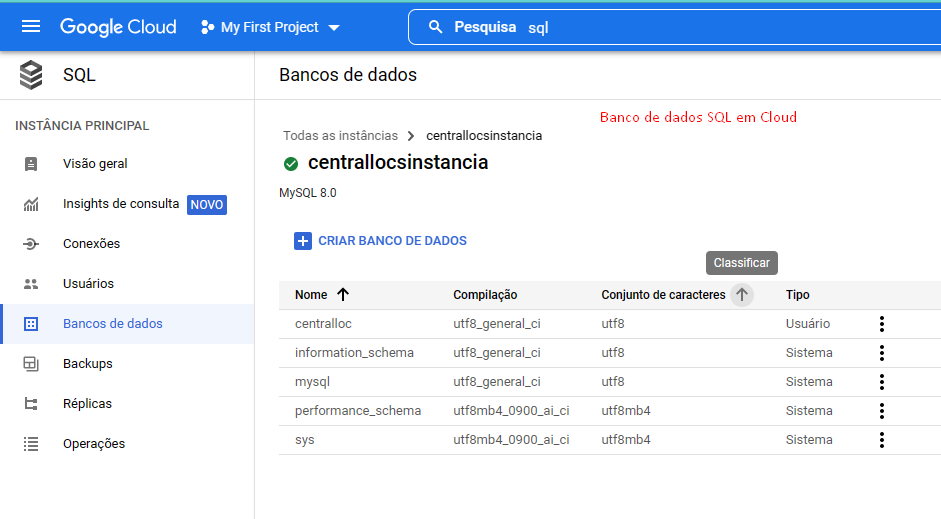 Google Cloud My First Project Pesquisa sql
SQL
Bancos de dados
INSTÂNCIA PRINCIPAL
Visão geral
Insights de consulta NOVO
Conexões
Usuários
Bancos de dados
Backups
Réplicas
Operações
Banco de dados SQL em Cloud
Todas as instâncias > centrallocsinstancia
centrallocsinstancia
MySQL 8.0
CRIAR BANCO DE DADOS
Classificar
Nome Compilação Conjunto de caracteres Tipo
centralloc utf8_general_ci utf8 Usuário
information_schema utf8_general_ci utf8 Sistema
mysql utf8_general_ci utf8 Sistema
performance_schema utf8mb4_0900_ai_ci utf8mb4 Sistema
sys utf8mb4_0900_ai_ci utf8mb4 Sistema